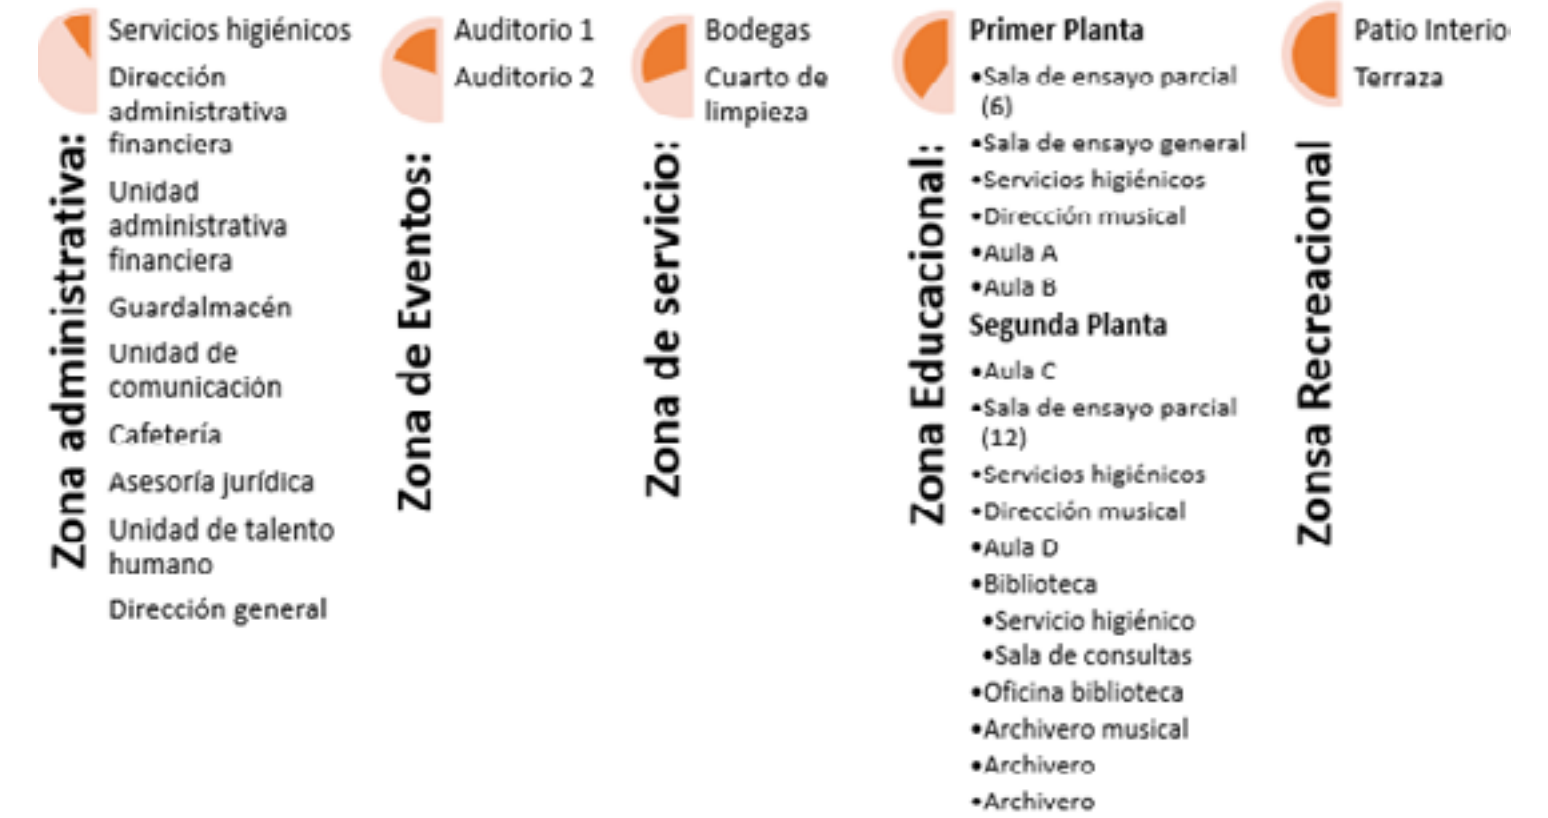 Zona administrativa:
Servicios higiénicos
Dirección
administrativa
financiera
Unidad
administrativa
financiera
Guardalmacén
Unidad de
comunicación
Cafetería
Asesoría jurídica
Unidad de talento
humano
Dirección general
Zona de Eventos:
Auditorio 1
Auditorio 2
Zona de servicio:
Bodegas
Cuarto de
limpieza
Zona Educacional:
Primer Planta
•Sala de ensayo parcial
(6)
•Sala de ensayo general
•Servicios higiénicos
•Dirección musical
•Aula A
•Aula B
Segunda Planta
•Aula C
•Sala de ensayo parcial
(12)
•Servicios higiénicos
•Dirección musical
•Aula D
•Biblioteca
•Servicio higiénico
•Sala de consultas
•Oficina biblioteca
•Archivero musical
•Archivero
•Archivero
Zonsa Recreacional
Patio Interio
Terraza